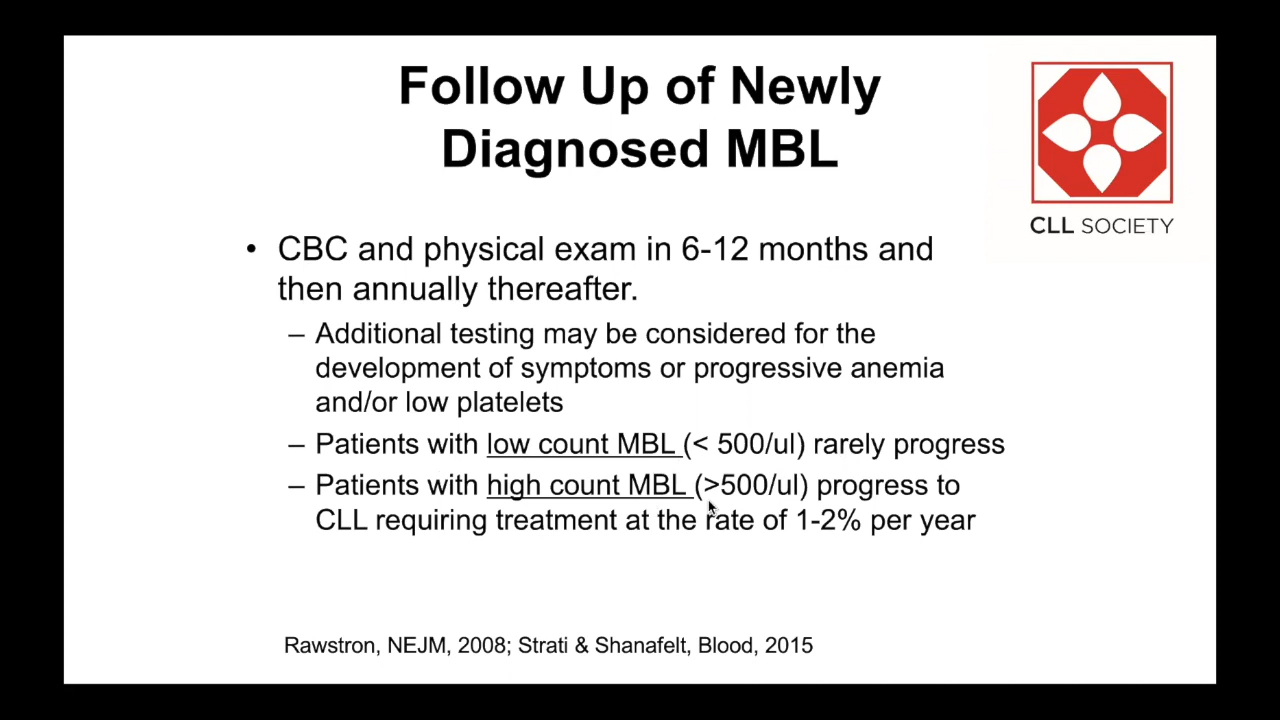 Follow Up of Newly
Diagnosed MBL
CLL SOCIETY
• CBC and physical exam in 6-12 months and
then annually thereafter.
– Additional testing may be considered for the
development of symptoms or progressive anemia
and/or low platelets
– Patients with low count MBL (< 500/ul) rarely progress
– Patients with high count MBL (>500/ul) progress to
CLL requiring treatment at the rate of 1-2% per year
Rawstron, NEJM, 2008; Strati & Shanafelt, Blood, 2015